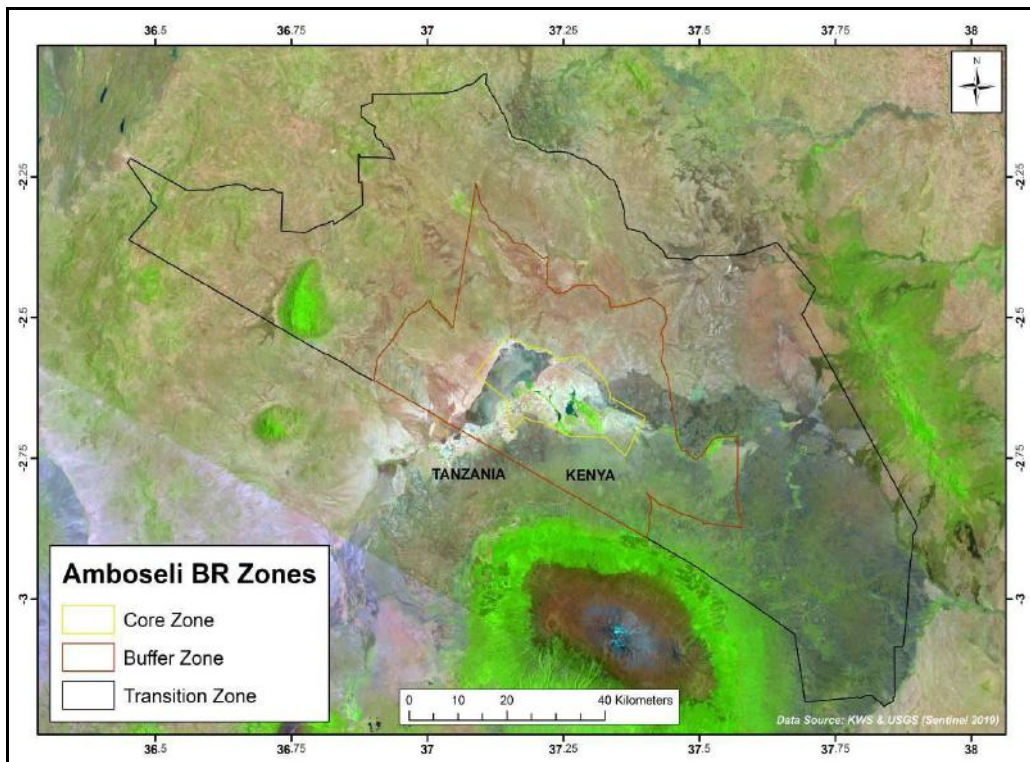 36.5 36.75 37 37.25 37.5 37.75 38
N
-2.25 -2.25
-2.5 -2.5
-2.75 -2.75
TANZANIA KENYA
-3 -3
Amboseli BR Zones
Core Zone
Buffer Zone
Transition Zone
0 10 20 40 Kilometers
Data Source: KWS & USGS (Sentinel 2019)
36.5 36.75 37 37.25 37.5 37.75 38